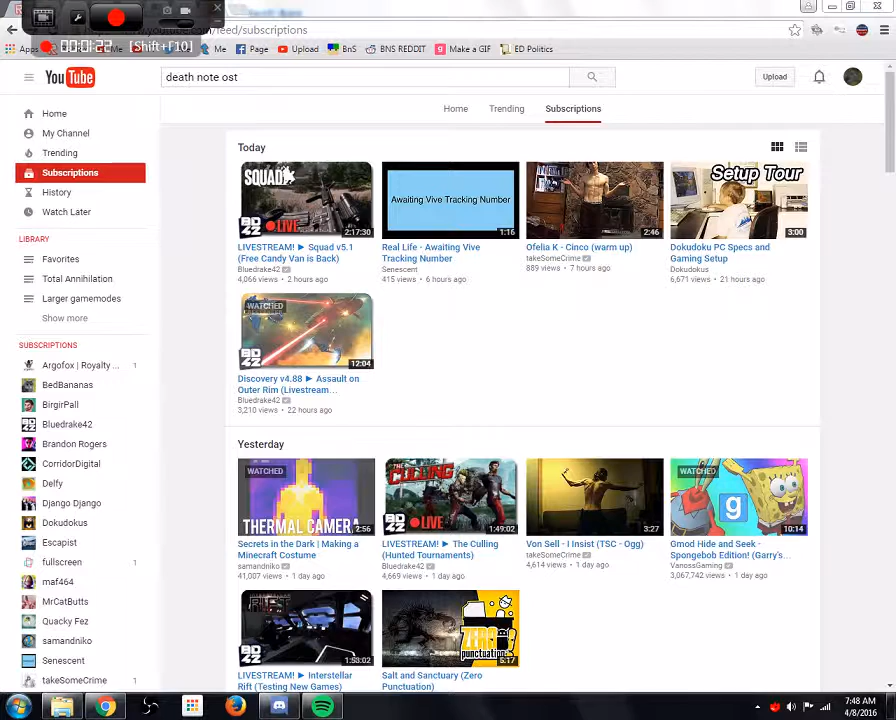 youtube.com/feed/subscriptions
00:01:22 [Shift+F10]
Apps
Me
Me
Page
Upload
BnS
BNS REDDIT
Make a GIF
ED Politics
YouTube
death note ost
Upload
Home
Trending
Subscriptions
Home
My Channel
Trending
Subscriptions
History
Watch Later
LIBRARY
Favorites
Total Annihilation
Larger gamemodes
Show more
SUBSCRIPTIONS
Argofox | Royalty ... 1
BedBananas
BirgirPall
Bluedrake42
Brandon Rogers
CorridorDigital
Delfy
Django Django
Dokudokus
Escapist
fullscreen 1
maf464
MrCatButts
Quacky Fez
samandniko
Senescent
takeSomeCrime 1
Today
SQUAD
BD42 LIVE
2:17:30
LIVESTREAM! ► Squad v5.1
(Free Candy Van is Back)
Bluedrake42
4,066 views • 2 hours ago
Awaiting Vive Tracking Number
1:16
Real Life - Awaiting Vive
Tracking Number
Senescent
415 views • 6 hours ago
2:46
Ofelia K - Cinco (warm up)
takeSomeCrime
889 views • 7 hours ago
Setup Tour
3:00
Dokudoku PC Specs and
Gaming Setup
Dokudokus
6,671 views • 21 hours ago
WATCHED
BD42
12:04
Discovery v4.88 ► Assault on
Outer Rim (Livestream...
Bluedrake42
3,210 views • 22 hours ago
Yesterday
WATCHED
THERMAL CAMERA
2:56
Secrets in the Dark | Making a
Minecraft Costume
samandniko
41,007 views • 1 day ago
THE CULLING
BD42 LIVE
1:49:02
LIVESTREAM! ► The Culling
(Hunted Tournaments)
Bluedrake42
4,669 views • 1 day ago
3:27
Von Sell - I Insist (TSC - Ogg)
takeSomeCrime
4,614 views • 1 day ago
WATCHED
g
10:14
Gmod Hide and Seek -
Spongebob Edition! (Garry's...
VanossGaming
3,067,742 views • 1 day ago
BD42
1:53:02
LIVESTREAM! ► Interstellar
Rift (Testing New Games)
ZERO
punctuation
5:17
Salt and Sanctuary (Zero
Punctuation)
7:48 AM
4/8/2016